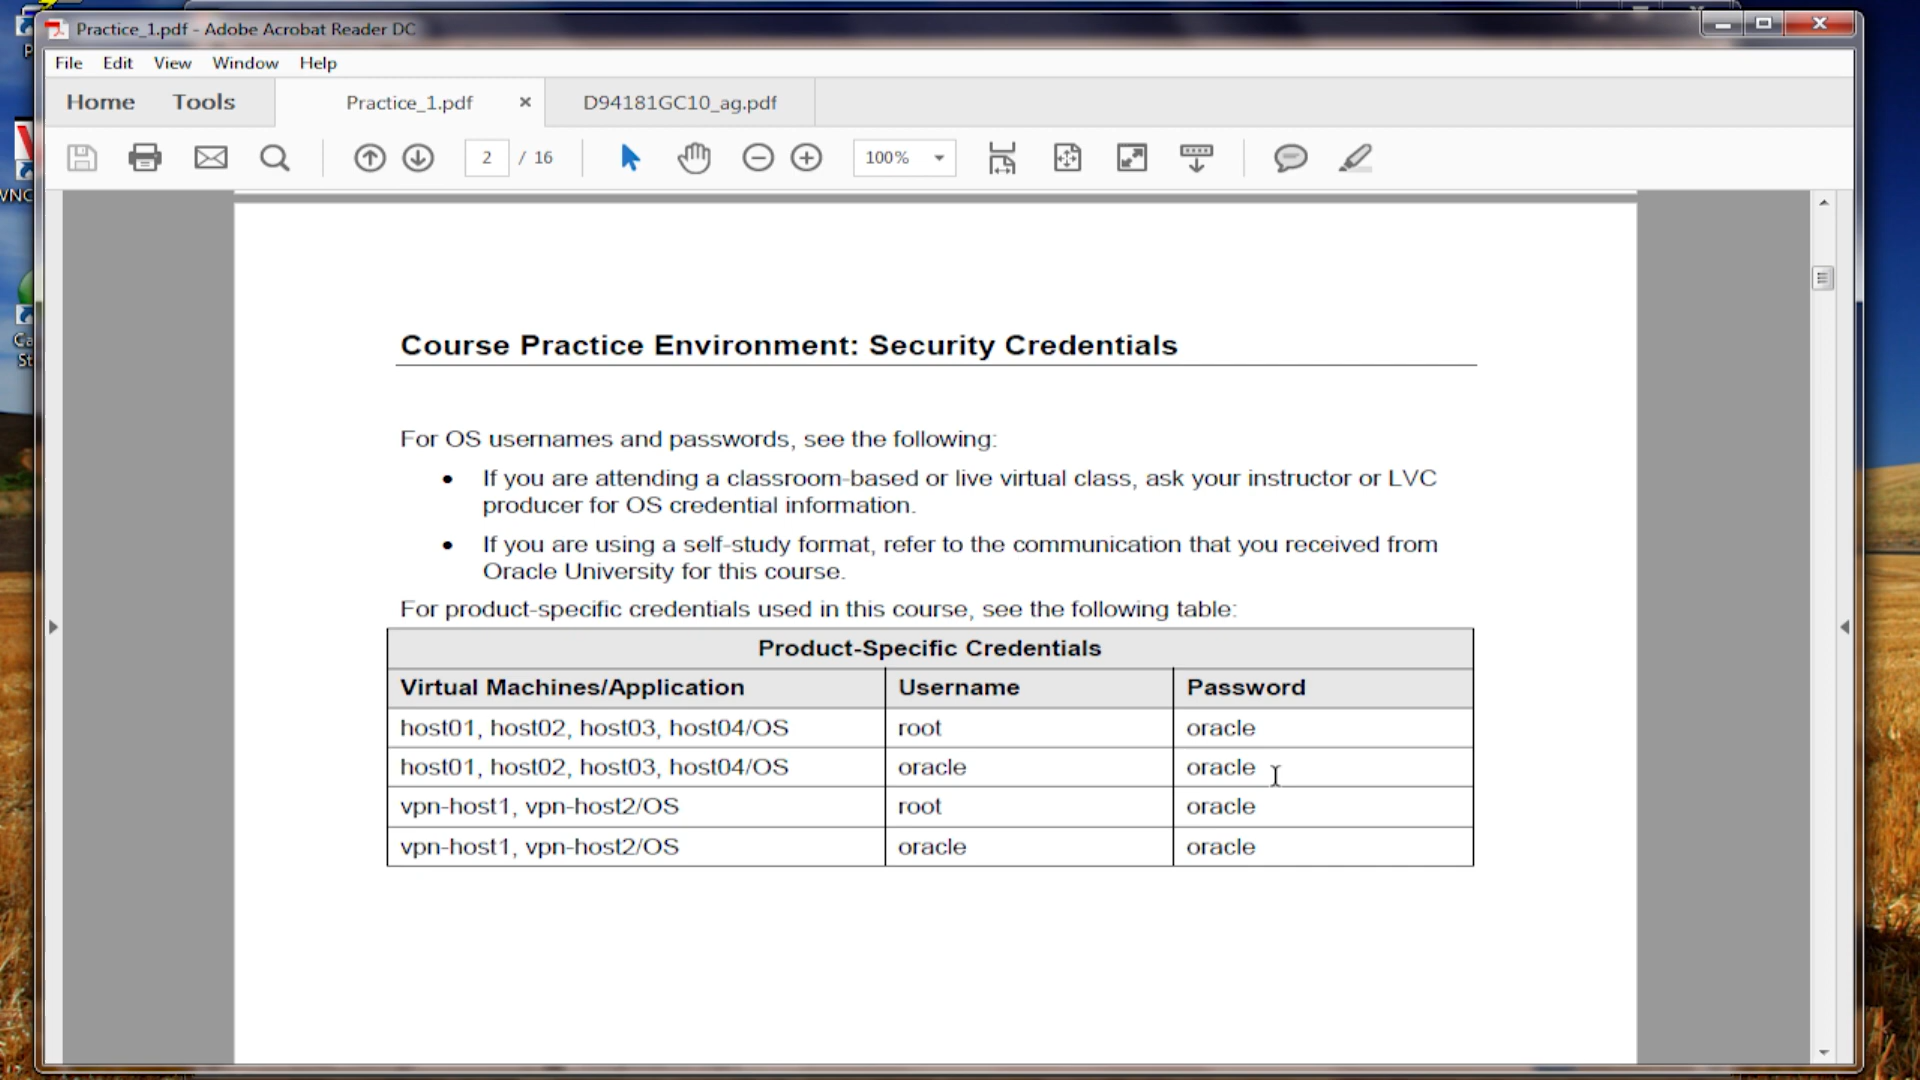 Practice_1.pdf - Adobe Acrobat Reader DC
File Edit View Window Help
Home Tools Practice_1.pdf × D94181GC10_ag.pdf
2 / 16 100%
Course Practice Environment: Security Credentials
For OS usernames and passwords, see the following:
• If you are attending a classroom-based or live virtual class, ask your instructor or LVC
producer for OS credential information.
• If you are using a self-study format, refer to the communication that you received from
Oracle University for this course.
For product-specific credentials used in this course, see the following table:
Product-Specific Credentials
Virtual Machines/Application Username Password
host01, host02, host03, host04/OS root oracle
host01, host02, host03, host04/OS oracle oracle
vpn-host1, vpn-host2/OS root oracle
vpn-host1, vpn-host2/OS oracle oracle